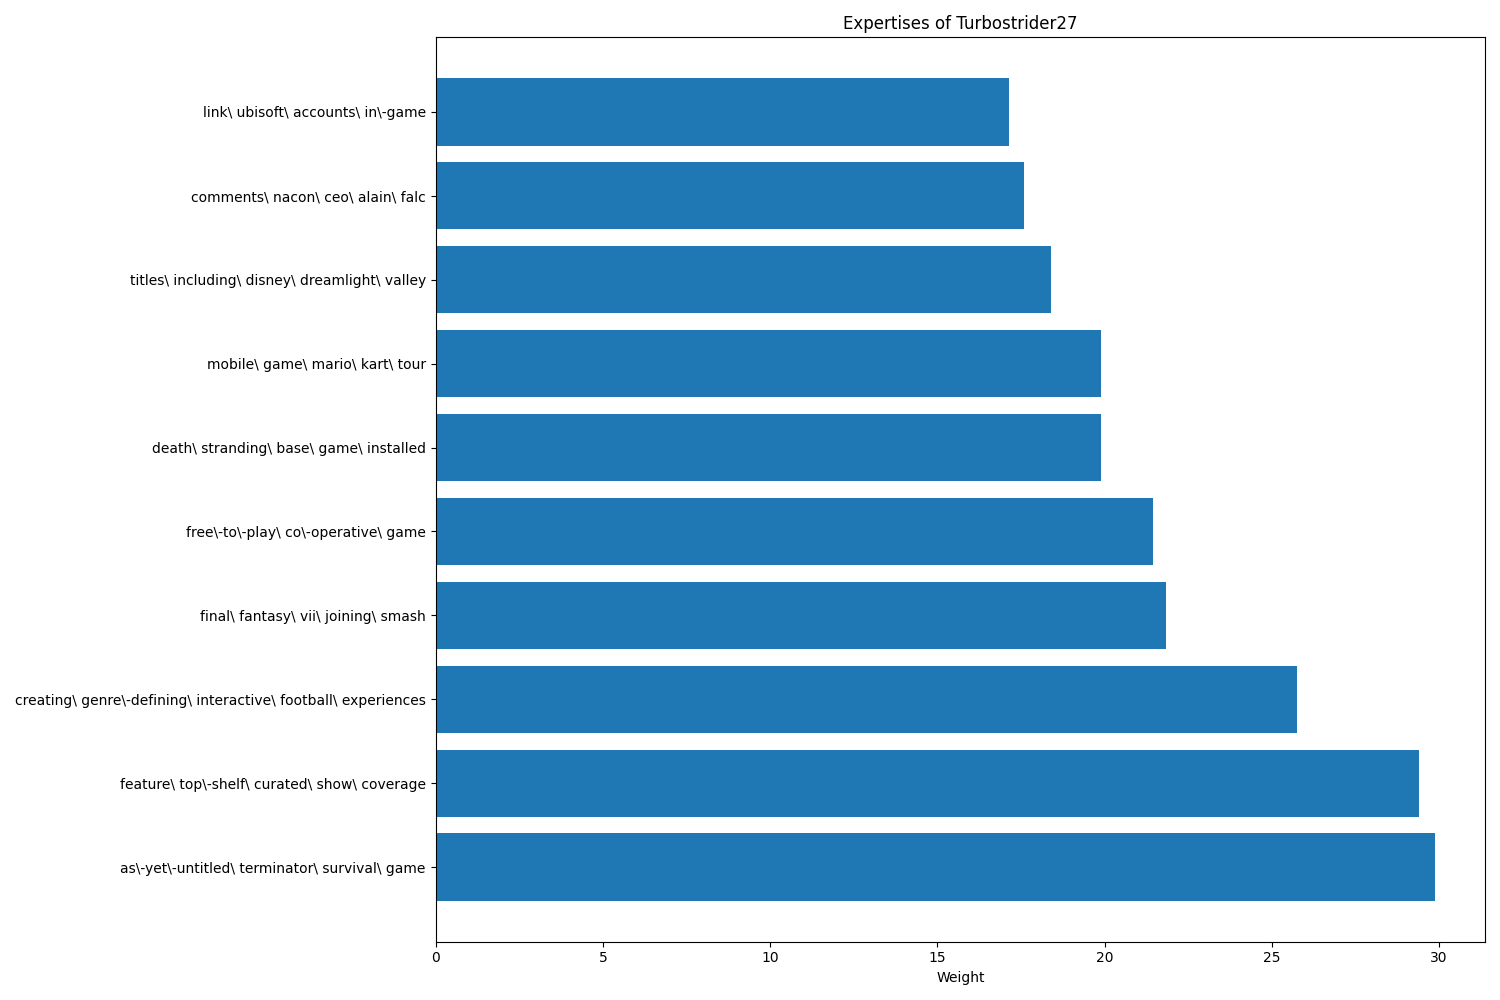 Expertises of Turbostrider27
link\ ubisoft\ accounts\ in\-game
comments\ nacon\ ceo\ alain\ falc
titles\ including\ disney\ dreamlight\ valley
mobile\ game\ mario\ kart\ tour
death\ stranding\ base\ game\ installed
free\-to\-play\ co\-operative\ game
final\ fantasy\ vii\ joining\ smash
creating\ genre\-defining\ interactive\ football\ experiences
feature\ top\-shelf\ curated\ show\ coverage
as\-yet\-untitled\ terminator\ survival\ game
0 5 10 15 20 25 30
Weight